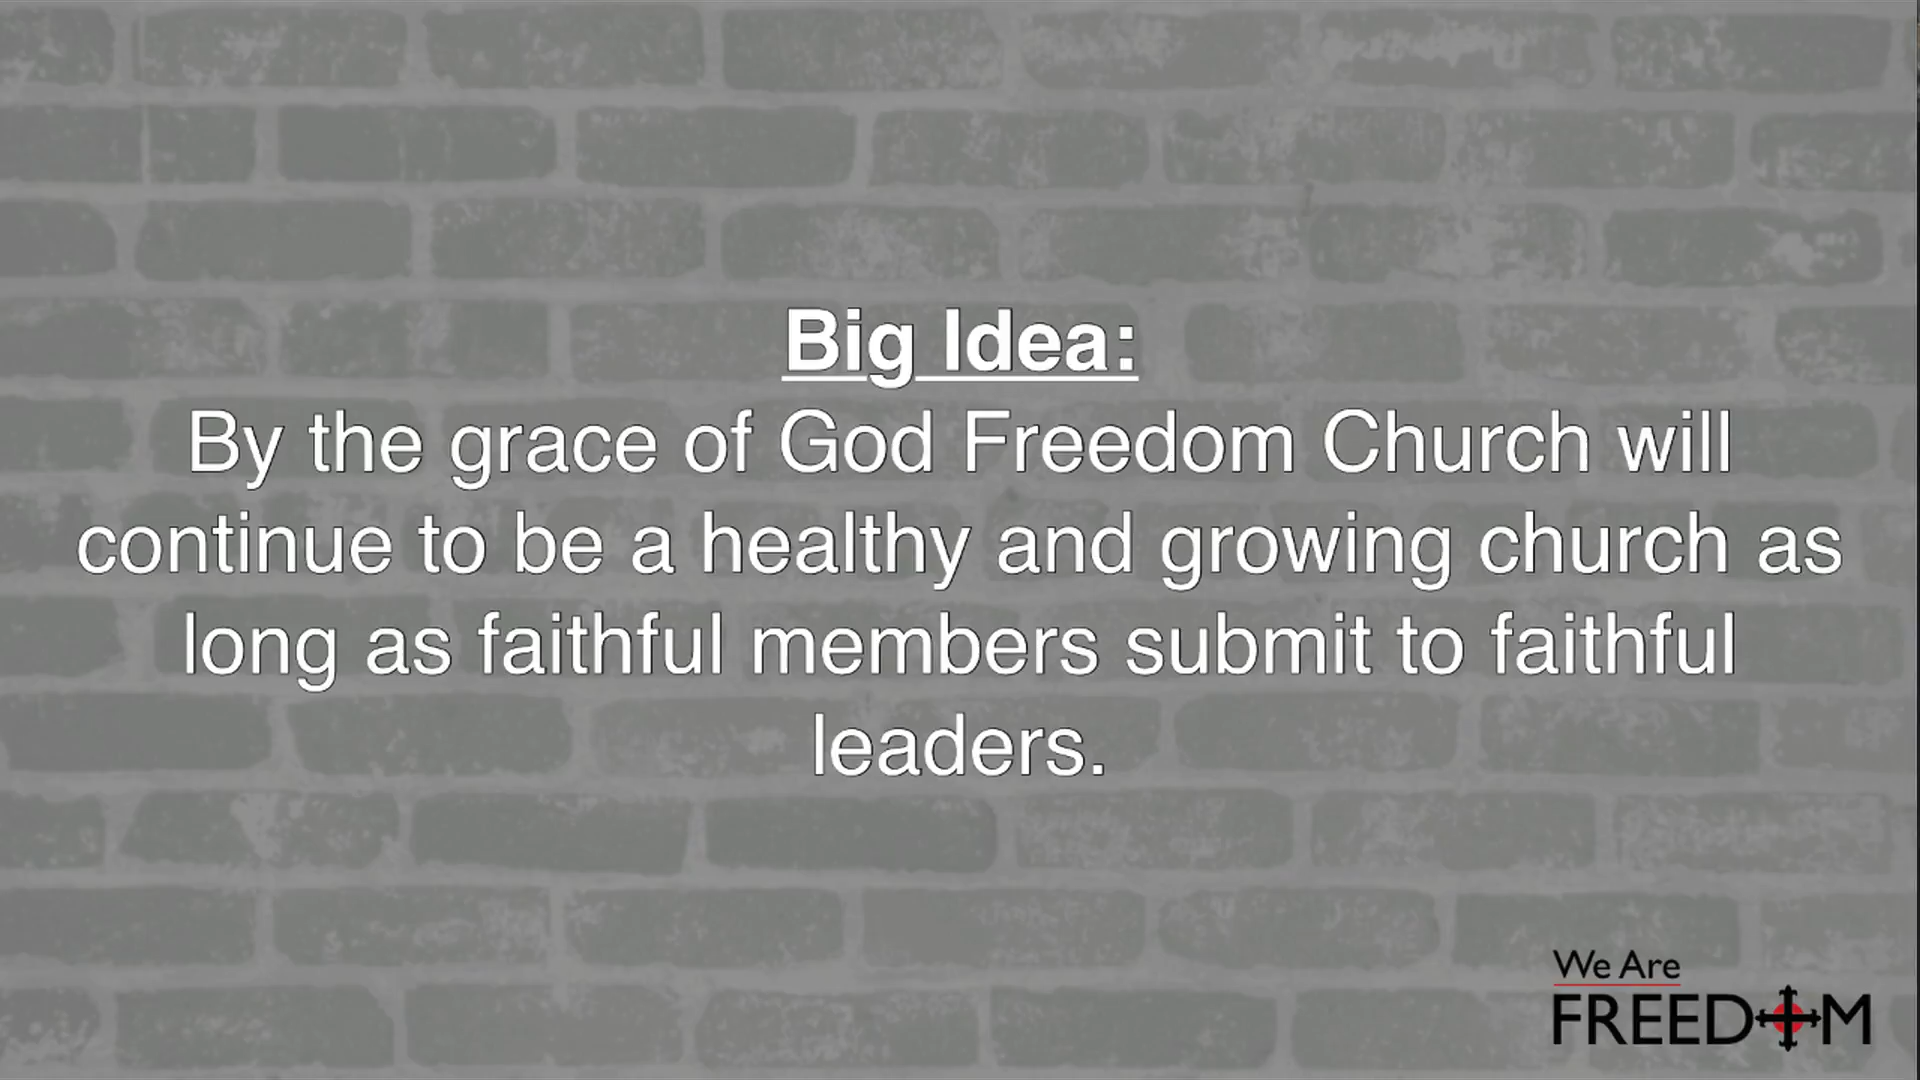 Big Idea:
By the grace of God Freedom Church will
continue to be a healthy and growing church as
long as faithful members submit to faithful
leaders.
We Are
FREEDOM